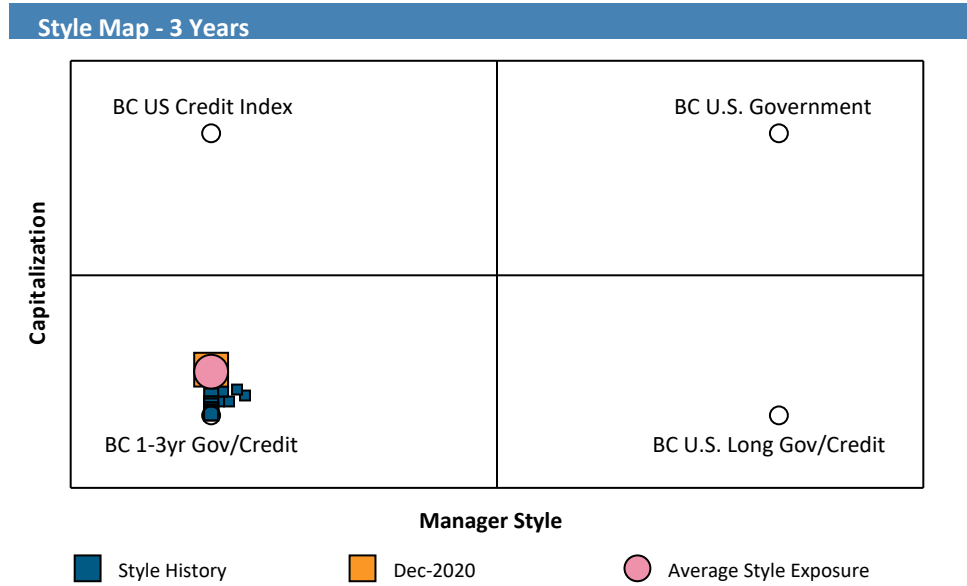 Style Map - 3 Years
BC US Credit Index
BC U.S. Government
Capitalization
BC 1-3yr Gov/Credit
BC U.S. Long Gov/Credit
Manager Style
Style History
Dec-2020
Average Style Exposure